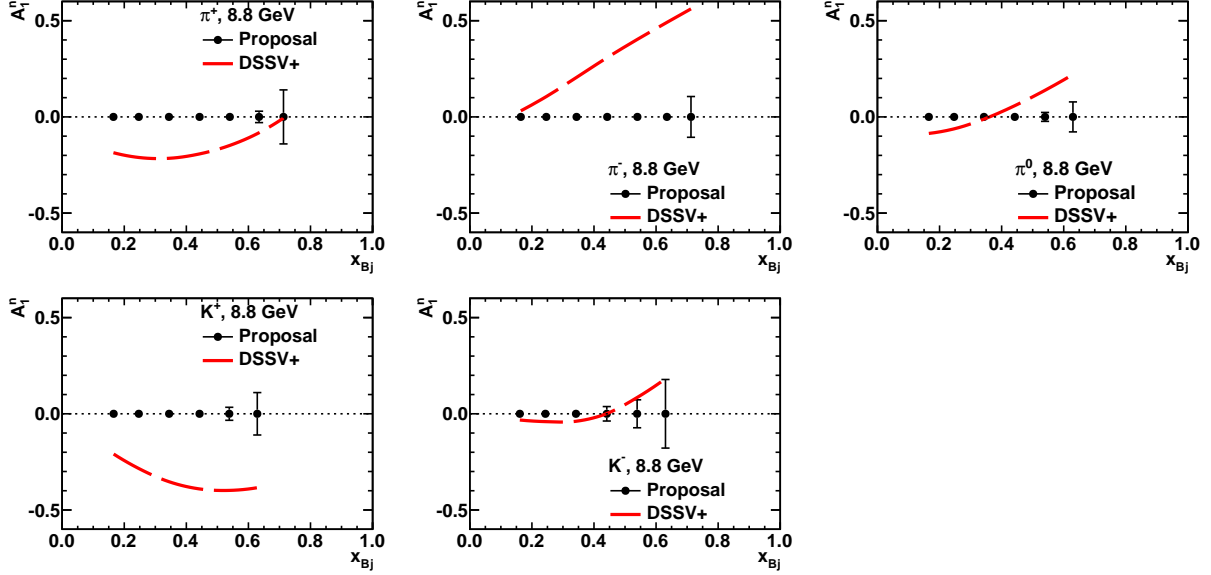 A₁ⁿ
0.5
0.0
-0.5
π⁺, 8.8 GeV
Proposal
DSSV+
0.0 0.2 0.4 0.6 0.8 1.0
x_Bj
A₁ⁿ
0.5
0.0
-0.5
π⁻, 8.8 GeV
Proposal
DSSV+
0.0 0.2 0.4 0.6 0.8 1.0
x_Bj
A₁ⁿ
0.5
0.0
-0.5
π⁰, 8.8 GeV
Proposal
DSSV+
0.0 0.2 0.4 0.6 0.8 1.0
x_Bj
A₁ⁿ
0.5
0.0
-0.5
K⁺, 8.8 GeV
Proposal
DSSV+
0.0 0.2 0.4 0.6 0.8 1.0
x_Bj
A₁ⁿ
0.5
0.0
-0.5
K⁻, 8.8 GeV
Proposal
DSSV+
0.0 0.2 0.4 0.6 0.8 1.0
x_Bj